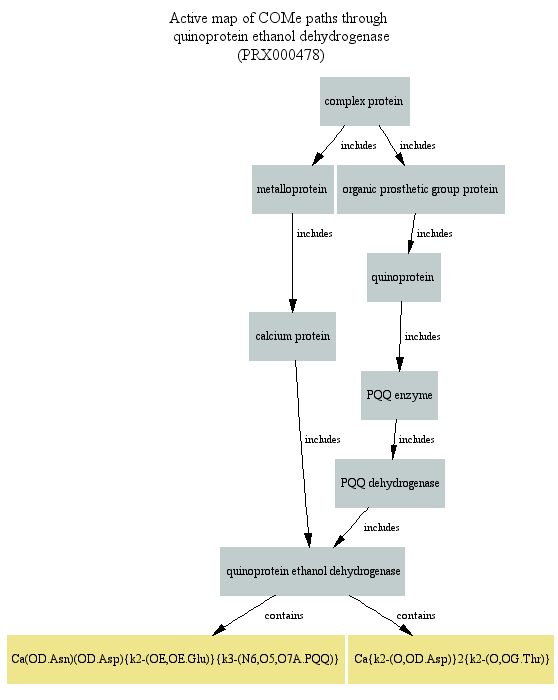 Active map of COMe paths through
quinoprotein ethanol dehydrogenase
(PRX000478)
complex protein
includes
includes
metalloprotein
organic prosthetic group protein
includes
includes
quinoprotein
calcium protein
includes
PQQ enzyme
includes
includes
PQQ dehydrogenase
includes
quinoprotein ethanol dehydrogenase
contains
contains
Ca(OD.Asn)(OD.Asp){k2-(OE,OE.Glu)}{k3-(N6,O5,O7A.PQQ)}
Ca{k2-(O,OD.Asp)}2{k2-(O,OG.Thr)}